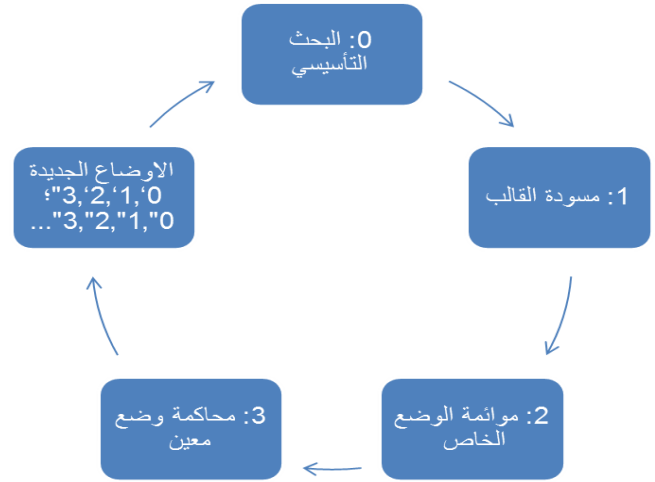 0: البحث
التأسيسي
1: مسودة القالب
2: موائمة الوضع
الخاص
3: محاكمة وضع
معين
الاوضاع الجديدة
0‘,1‘,2‘,3"؛
0",1",2",3"...